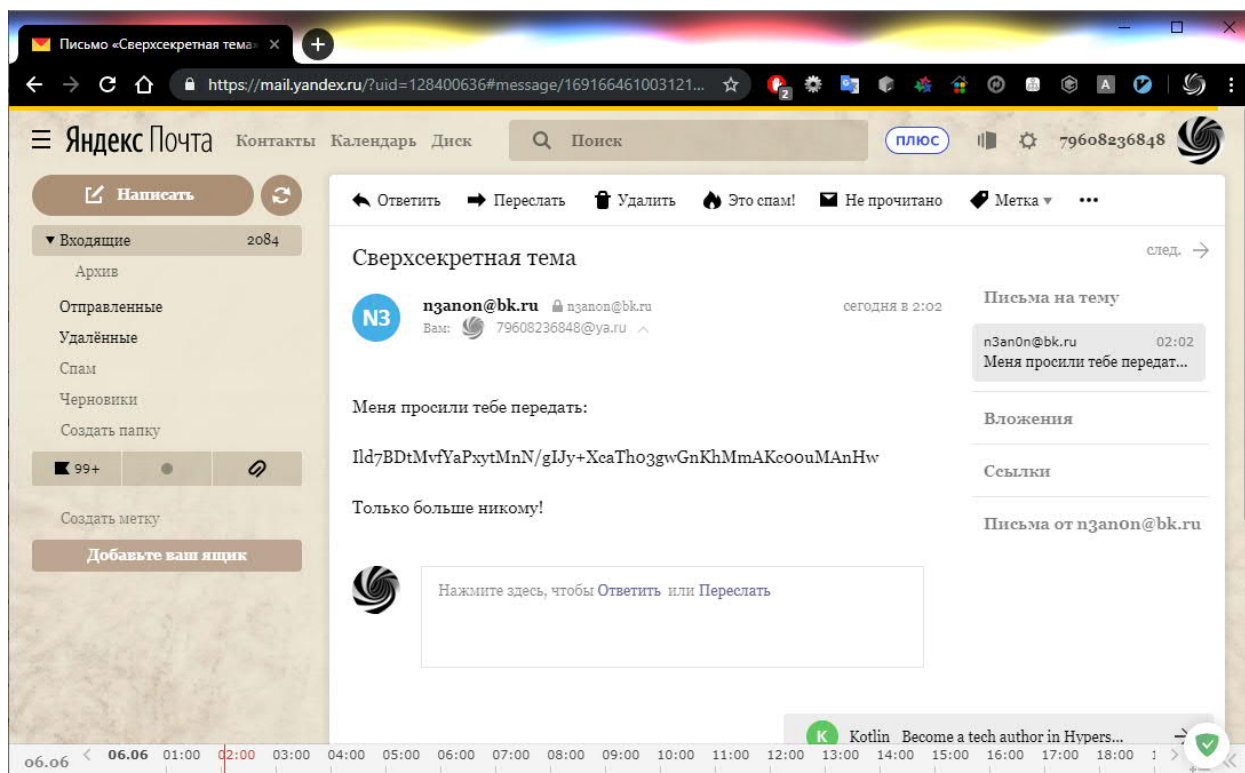 Письмо «Сверхсекретная тема»
https://mail.yandex.ru/?uid=128400636#message/169166461003121...
2
A
Яндекс Почта Контакты Календарь Диск Поиск плюс 79608236848
Написать
Ответить Переслать Удалить Это спам! Не прочитано Метка
Входящие 2084
Архив
Отправленные
Удалённые
Спам
Черновики
Создать папку
99+
Создать метку
Добавьте ваш ящик
Сверхсекретная тема
след.
N3
n3anon@bk.ru n3anon@bk.ru сегодня в 2:02
Вам: 79608236848@ya.ru
Меня просили тебе передать:
Ild7BDtMvfYaPxytMnN/gIJy+XcaTh03gwGnKhMmAKc00uMAnHw
Только больше никому!
Нажмите здесь, чтобы Ответить или Переслать
Письма на тему
n3an0n@bk.ru 02:02
Меня просили тебе передат...
Вложения
Ссылки
Письма от n3an0n@bk.ru
K Kotlin Become a tech author in Hypers...
06.06 06.06 01:00 02:00 03:00 04:00 05:00 06:00 07:00 08:00 09:00 10:00 11:00 12:00 13:00 14:00 15:00 16:00 17:00 18:00